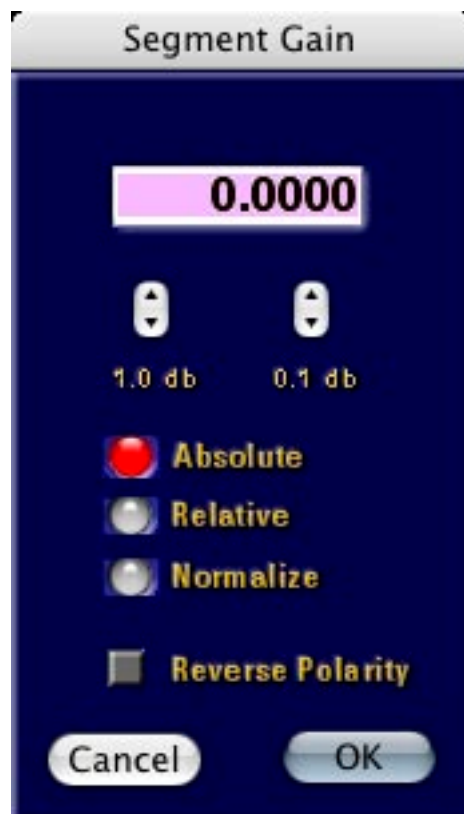 Segment Gain
0.0000
1.0 db 0.1 db
Absolute
Relative
Normalize
Reverse Polarity
Cancel OK